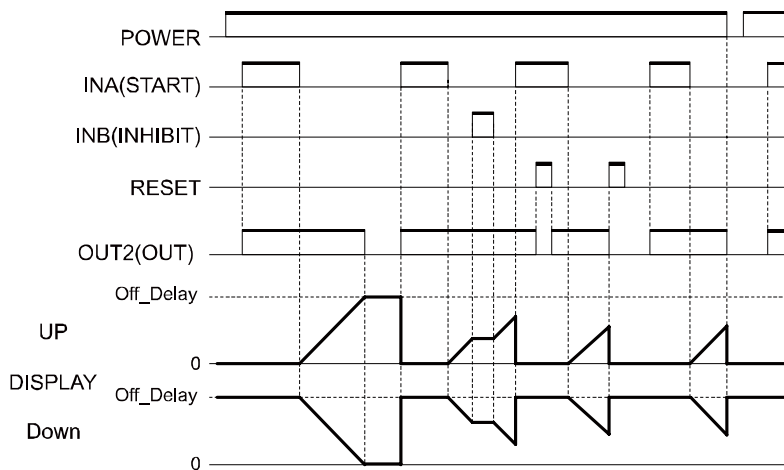 POWER
INA(START)
INB(INHIBIT)
RESET
OUT2(OUT)
Off_Delay
UP
0
DISPLAY
Off_Delay
Down
0